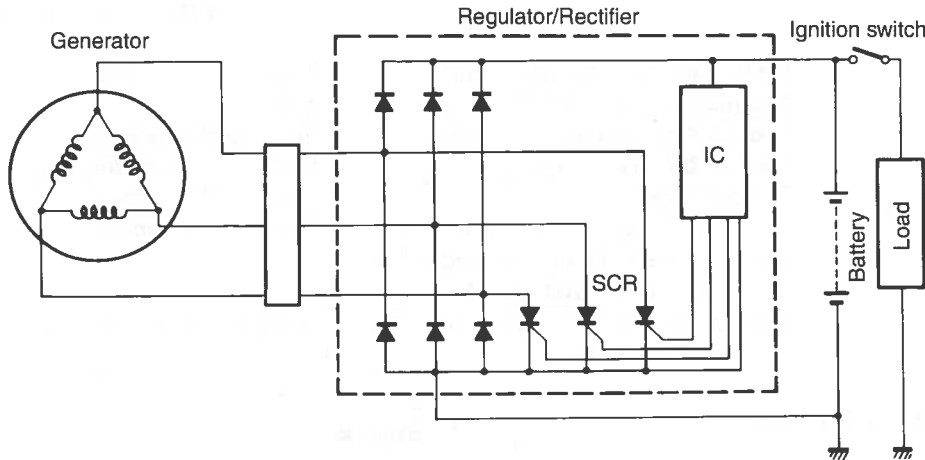 Regulator/Rectifier
Generator
Ignition switch
IC
SCR
Battery
Load